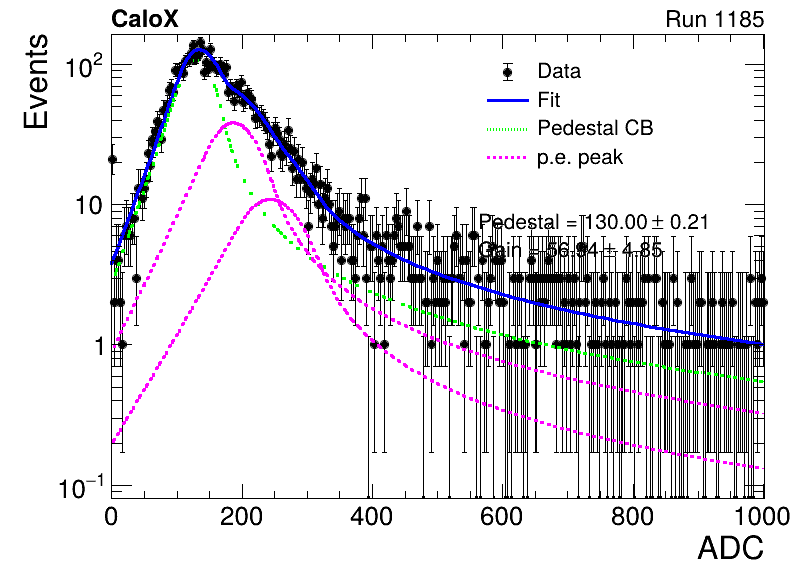 CaloX Run 1185
Events
10²
10
1
10⁻¹
Data
Fit
Pedestal CB
p.e. peak
Pedestal = 130.00 ± 0.21
Gain = 56.94 ± 4.85
0 200 400 600 800 1000
ADC